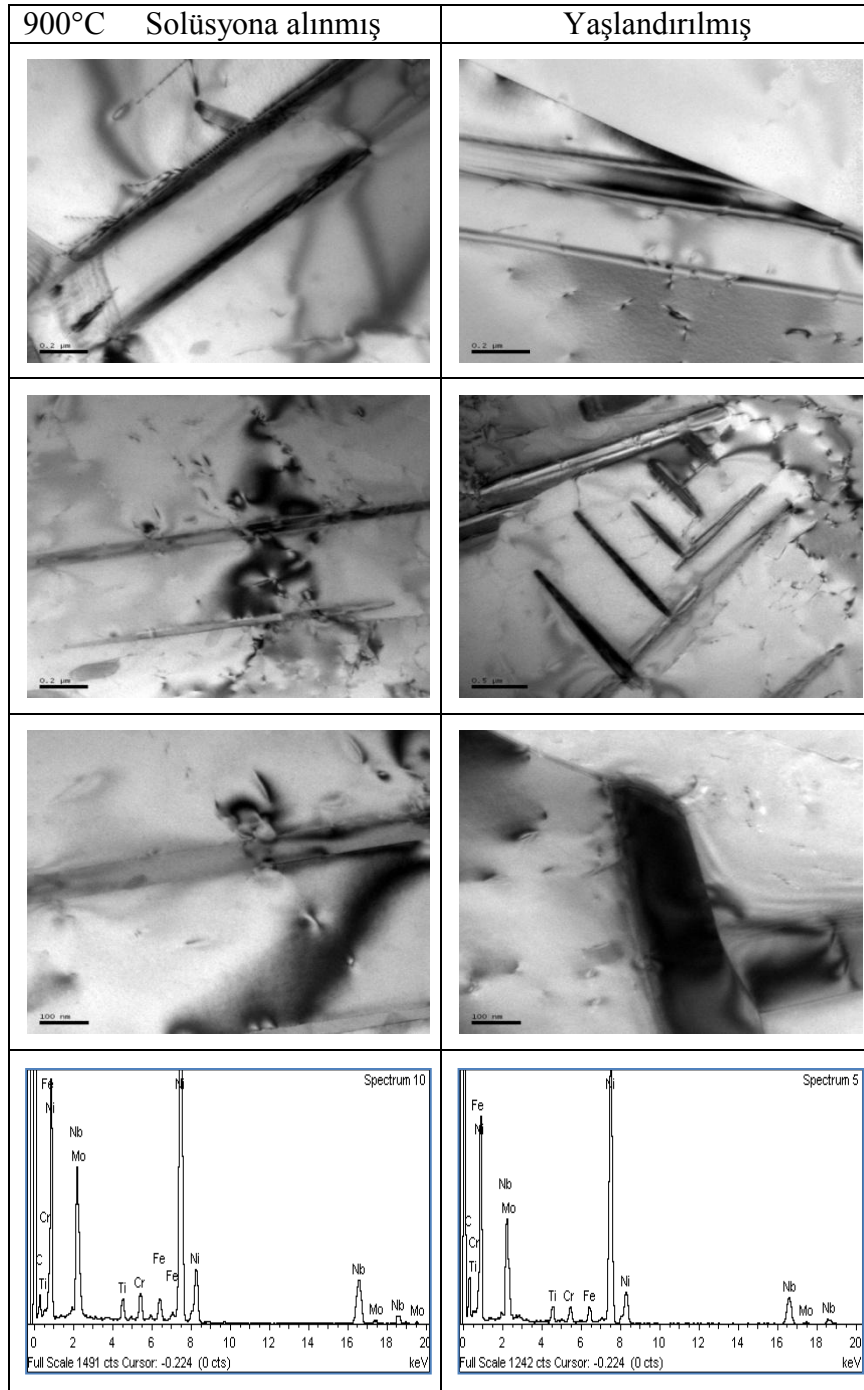 900°C Solüsyona alınmış
Yaşlandırılmış
0.2 µm
0.2 µm
0.2 µm
0.5 µm
100 nm
100 nm
Spectrum 10
Fe
Ni
Ni
Nb
Mo
Cr
C
Ti
Ti
Cr
Fe
Fe
Ni
Nb
Mo
Nb
Mo
0 2 4 6 8 10 12 14 16 18 20
Full Scale 1491 cts Cursor: -0.224 (0 cts) keV
Spectrum 5
Ni
Fe
Ni
Nb
Mo
C
Cr
Ti
Ti
Cr
Fe
Ni
Nb
Mo
Nb
0 2 4 6 8 10 12 14 16 18 20
Full Scale 1242 cts Cursor: -0.224 (0 cts) keV